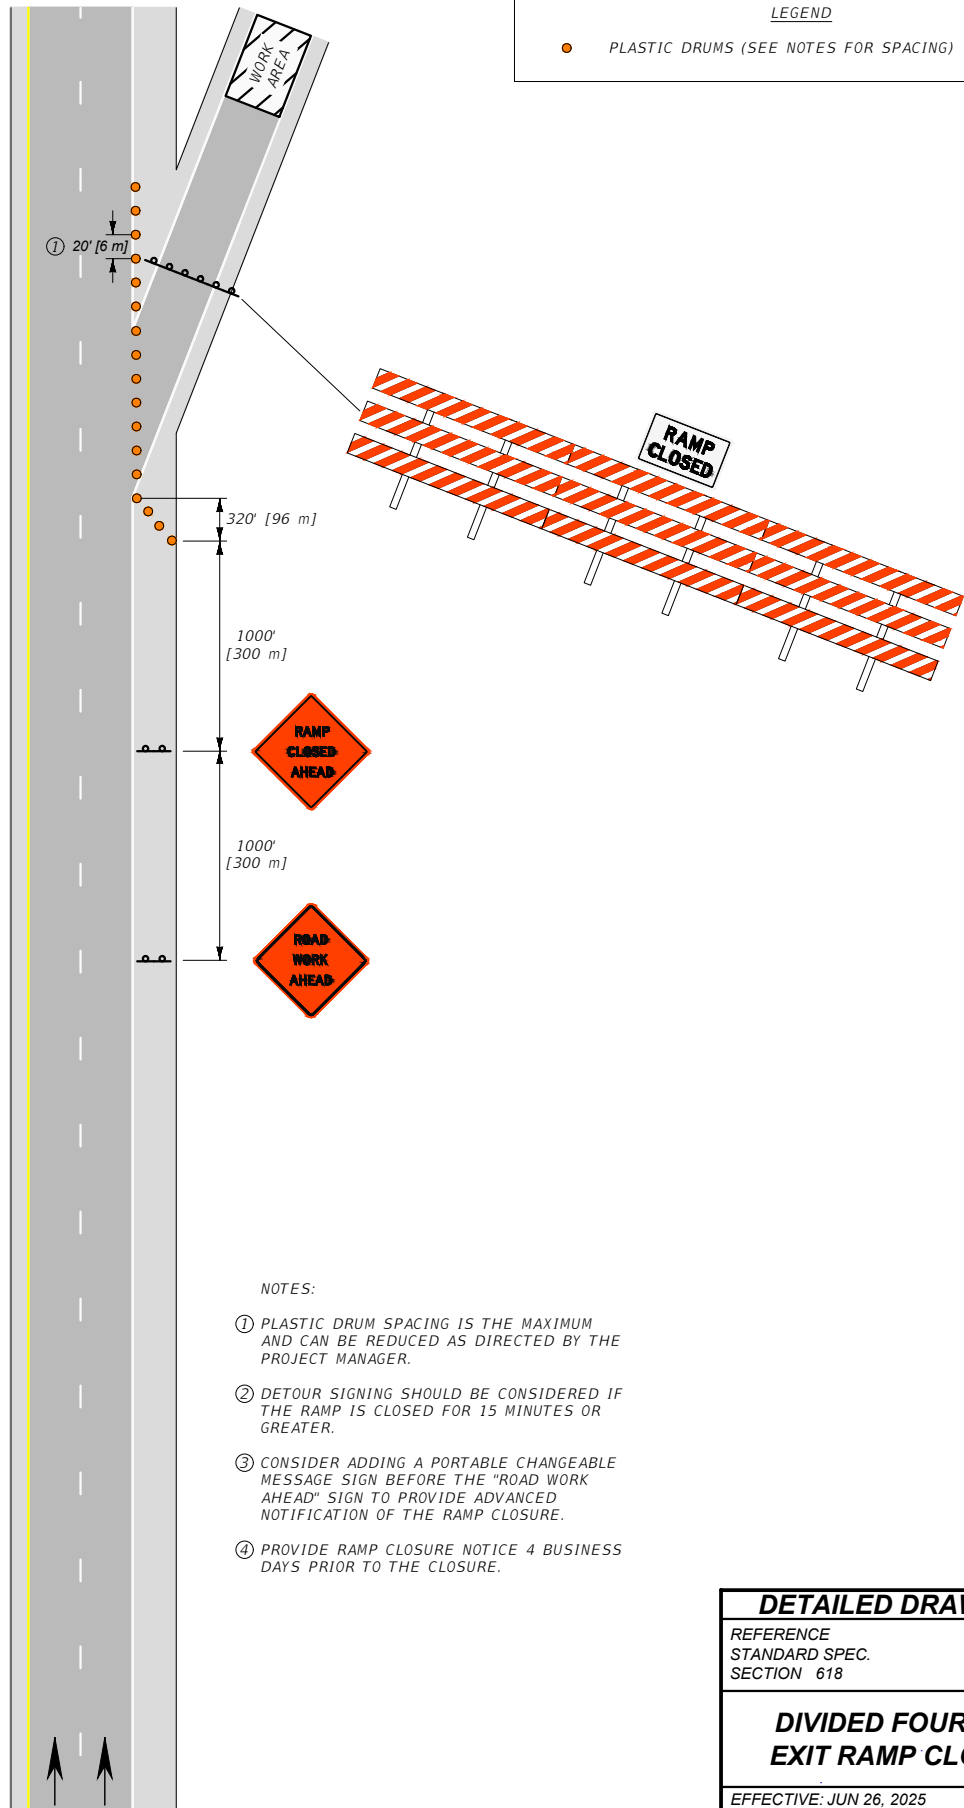 LEGEND
PLASTIC DRUMS (SEE NOTES FOR SPACING)
WORK
AREA
① 20' [6 m]
RAMP
CLOSED
320' [96 m]
1000'
[300 m]
RAMP
CLOSED
AHEAD
1000'
[300 m]
ROAD
WORK
AHEAD
NOTES:
① PLASTIC DRUM SPACING IS THE MAXIMUM
AND CAN BE REDUCED AS DIRECTED BY THE
PROJECT MANAGER.
② DETOUR SIGNING SHOULD BE CONSIDERED IF
THE RAMP IS CLOSED FOR 15 MINUTES OR
GREATER.
③ CONSIDER ADDING A PORTABLE CHANGEABLE
MESSAGE SIGN BEFORE THE "ROAD WORK
AHEAD" SIGN TO PROVIDE ADVANCED
NOTIFICATION OF THE RAMP CLOSURE.
④ PROVIDE RAMP CLOSURE NOTICE 4 BUSINESS
DAYS PRIOR TO THE CLOSURE.
DETAILED
REFERENCE
STANDARD SPEC.
SECTION 618
DIVIDED FOUR
EXIT RAMP
EFFECTIVE: JUN 26, 2025